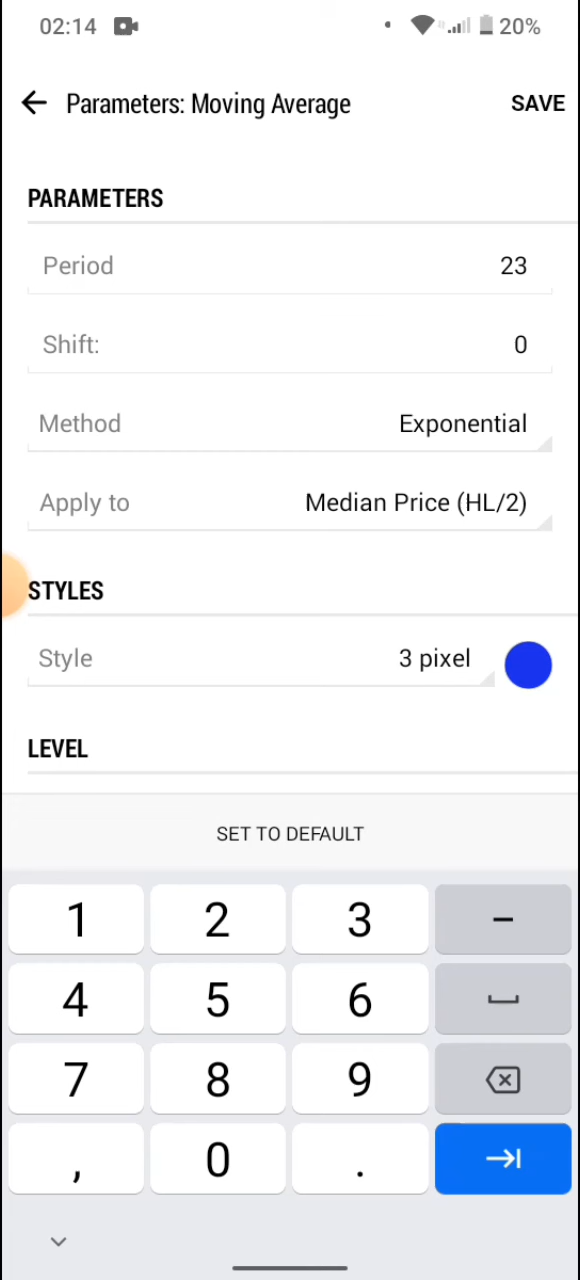 02:14 20%
Parameters: Moving Average SAVE
PARAMETERS
Period 23
Shift: 0
Method Exponential
Apply to Median Price (HL/2)
STYLES
Style 3 pixel
LEVEL
SET TO DEFAULT
1 2 3 -
4 5 6
7 8 9
, 0 .